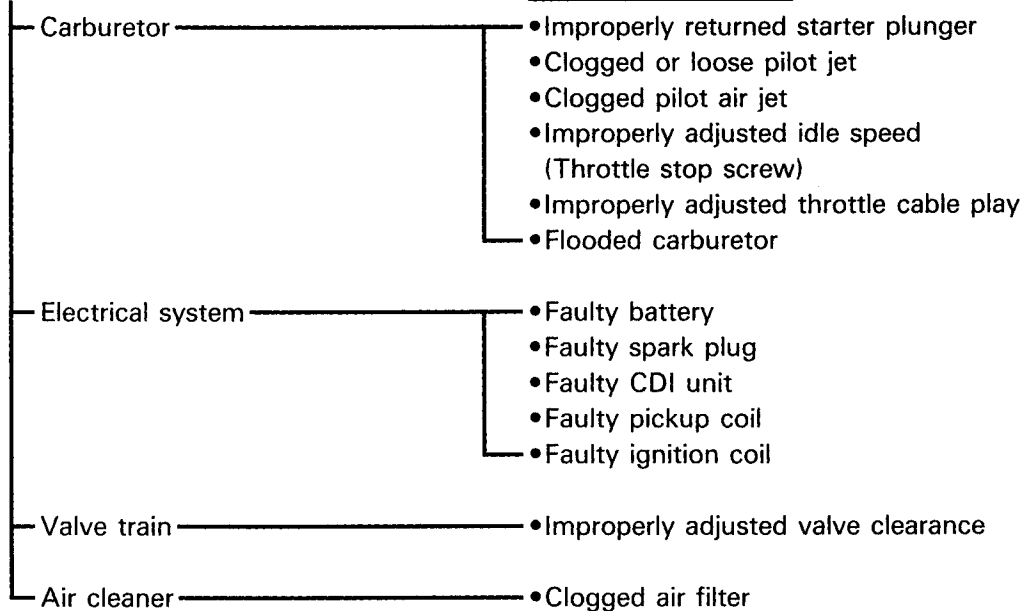 Carburetor
•Improperly returned starter plunger
•Clogged or loose pilot jet
•Clogged pilot air jet
•Improperly adjusted idle speed
(Throttle stop screw)
•Improperly adjusted throttle cable play
•Flooded carburetor
Electrical system
•Faulty battery
•Faulty spark plug
•Faulty CDI unit
•Faulty pickup coil
•Faulty ignition coil
Valve train
•Improperly adjusted valve clearance
Air cleaner
•Clogged air filter